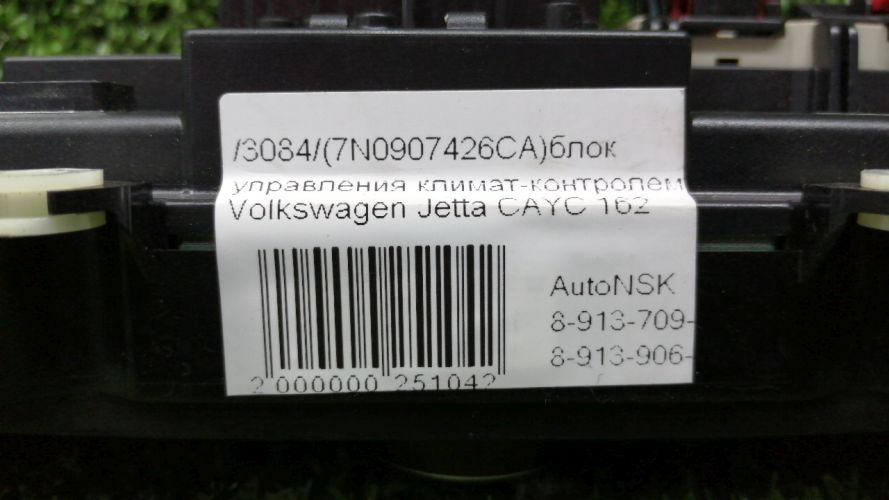 /3084/(7N0907426CA)блок
управления климат-контролем
Volkswagen Jetta CAYC 162
AutoNSK
8-913-709-
8-913-906-
2 000000 251042